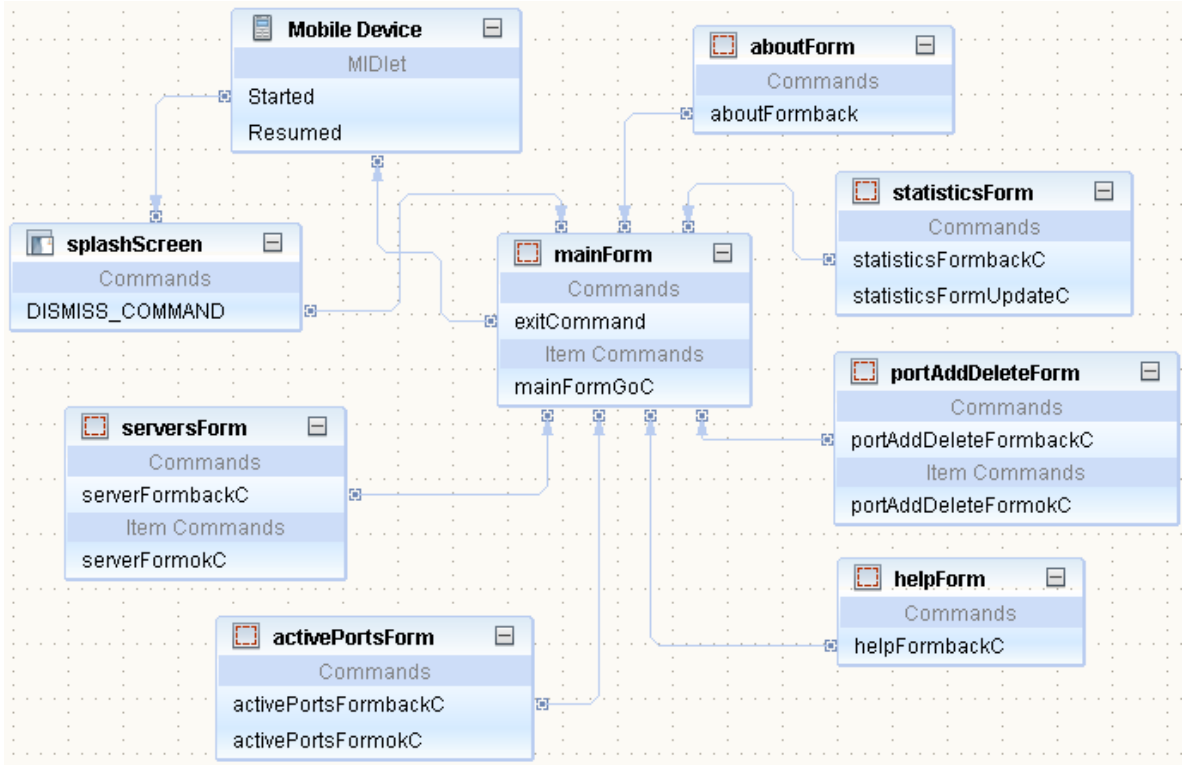 Mobile Device
MIDlet
Started
Resumed
aboutForm
Commands
aboutFormback
statisticsForm
Commands
statisticsFormbackC
statisticsFormUpdateC
splashScreen
Commands
DISMISS_COMMAND
mainForm
Commands
exitCommand
Item Commands
mainFormGoC
portAddDeleteForm
Commands
portAddDeleteFormbackC
Item Commands
portAddDeleteFormokC
serversForm
Commands
serverFormbackC
Item Commands
serverFormokC
helpForm
Commands
helpFormbackC
activePortsForm
Commands
activePortsFormbackC
activePortsFormokC